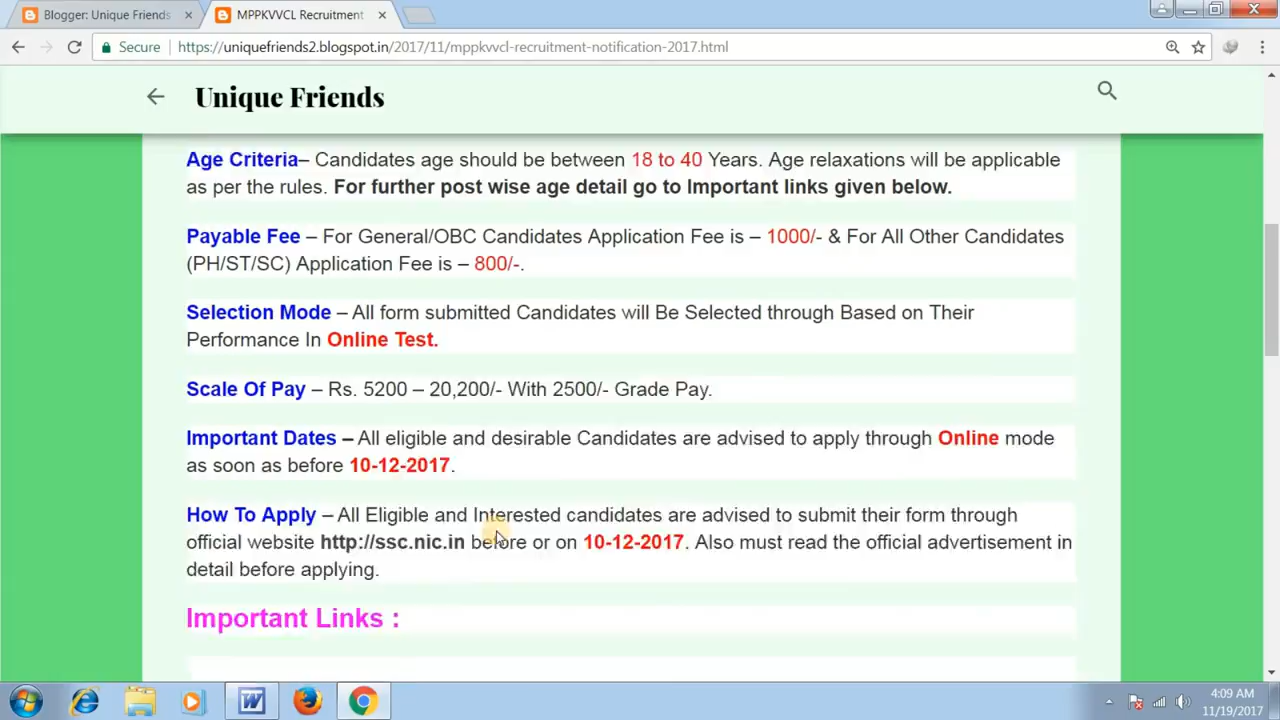 Blogger: Unique Friends
MPPKVVCL Recruitment
Secure
https://uniquefriends2.blogspot.in/2017/11/mppkvvcl-recruitment-notification-2017.html
Unique Friends
Age Criteria– Candidates age should be between 18 to 40 Years. Age relaxations will be applicable
as per the rules. For further post wise age detail go to Important links given below.
Payable Fee – For General/OBC Candidates Application Fee is – 1000/- & For All Other Candidates
(PH/ST/SC) Application Fee is – 800/-.
Selection Mode – All form submitted Candidates will Be Selected through Based on Their
Performance In Online Test.
Scale Of Pay – Rs. 5200 – 20,200/- With 2500/- Grade Pay.
Important Dates – All eligible and desirable Candidates are advised to apply through Online mode
as soon as before 10-12-2017.
How To Apply – All Eligible and Interested candidates are advised to submit their form through
official website http://ssc.nic.in before or on 10-12-2017. Also must read the official advertisement in
detail before applying.
Important Links :
4:09 AM
11/19/2017